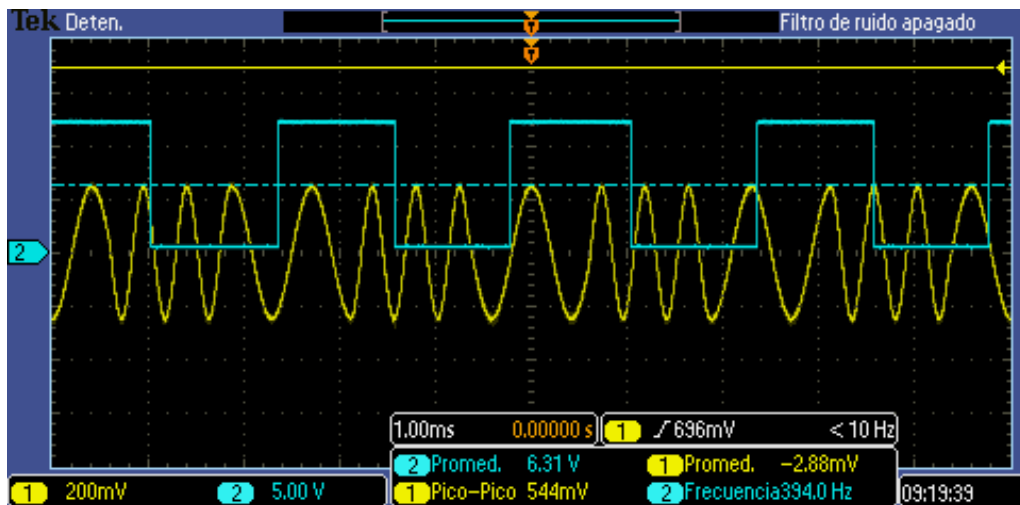 Tek Deten. Filtro de ruido apagado
2
1.00ms 0.00000 s 1 696mV < 10 Hz
2 Promed. 6.31 V 1 Promed. −2.88mV
1 Pico−Pico 544mV 2 Frecuencia 394.0 Hz
1 200mV 2 5.00 V 09:19:39